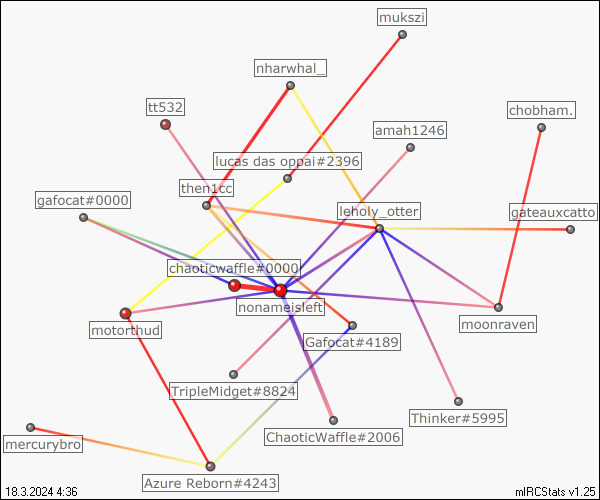 mukszi
nharwhal_
tt532
chobham.
amah1246
lucas das oppai#2396
then1cc
gafocat#0000
leholy_otter
gateauxcatto
chaoticwaffle#0000
nonameisleft
moonraven
motorthud
Gafocat#4189
TripleMidget#8824
Thinker#5995
ChaoticWaffle#2006
mercurybro
Azure Reborn#4243
18.3.2024 4:36
mIRCStats v1.25